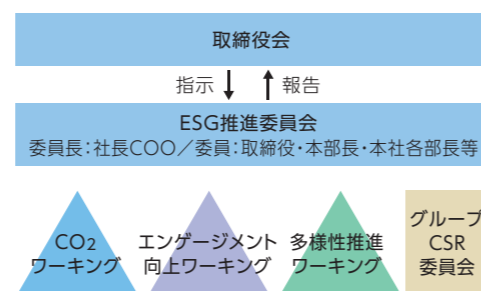 取締役会
指示 報告
ESG推進委員会
委員長：社長COO／委員：取締役・本部長・本社各部長等
CO2
ワーキング
エンゲージメント
向上ワーキング
多様性推進
ワーキング
グループ
CSR
委員会